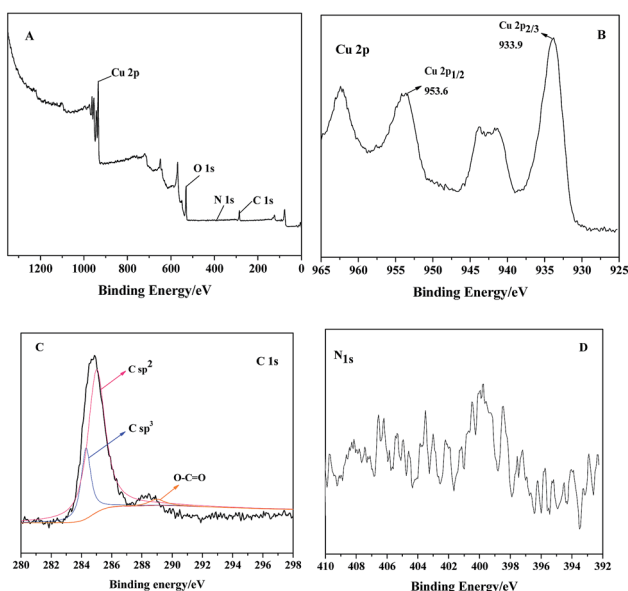 A
Cu 2p
O 1s
N 1s
C 1s
1200 1000 800 600 400 200 0
Binding Energy/eV
B
Cu 2p
Cu 2p2/3
933.9
Cu 2p1/2
953.6
965 960 955 950 945 940 935 930 925
Binding Energy/eV
C
C 1s
C sp2
C sp3
O-C=O
280 282 284 286 288 290 292 294 296 298
Binding energy/eV
D
N1s
410 408 406 404 402 400 398 396 394 392
Binding Energy/eV